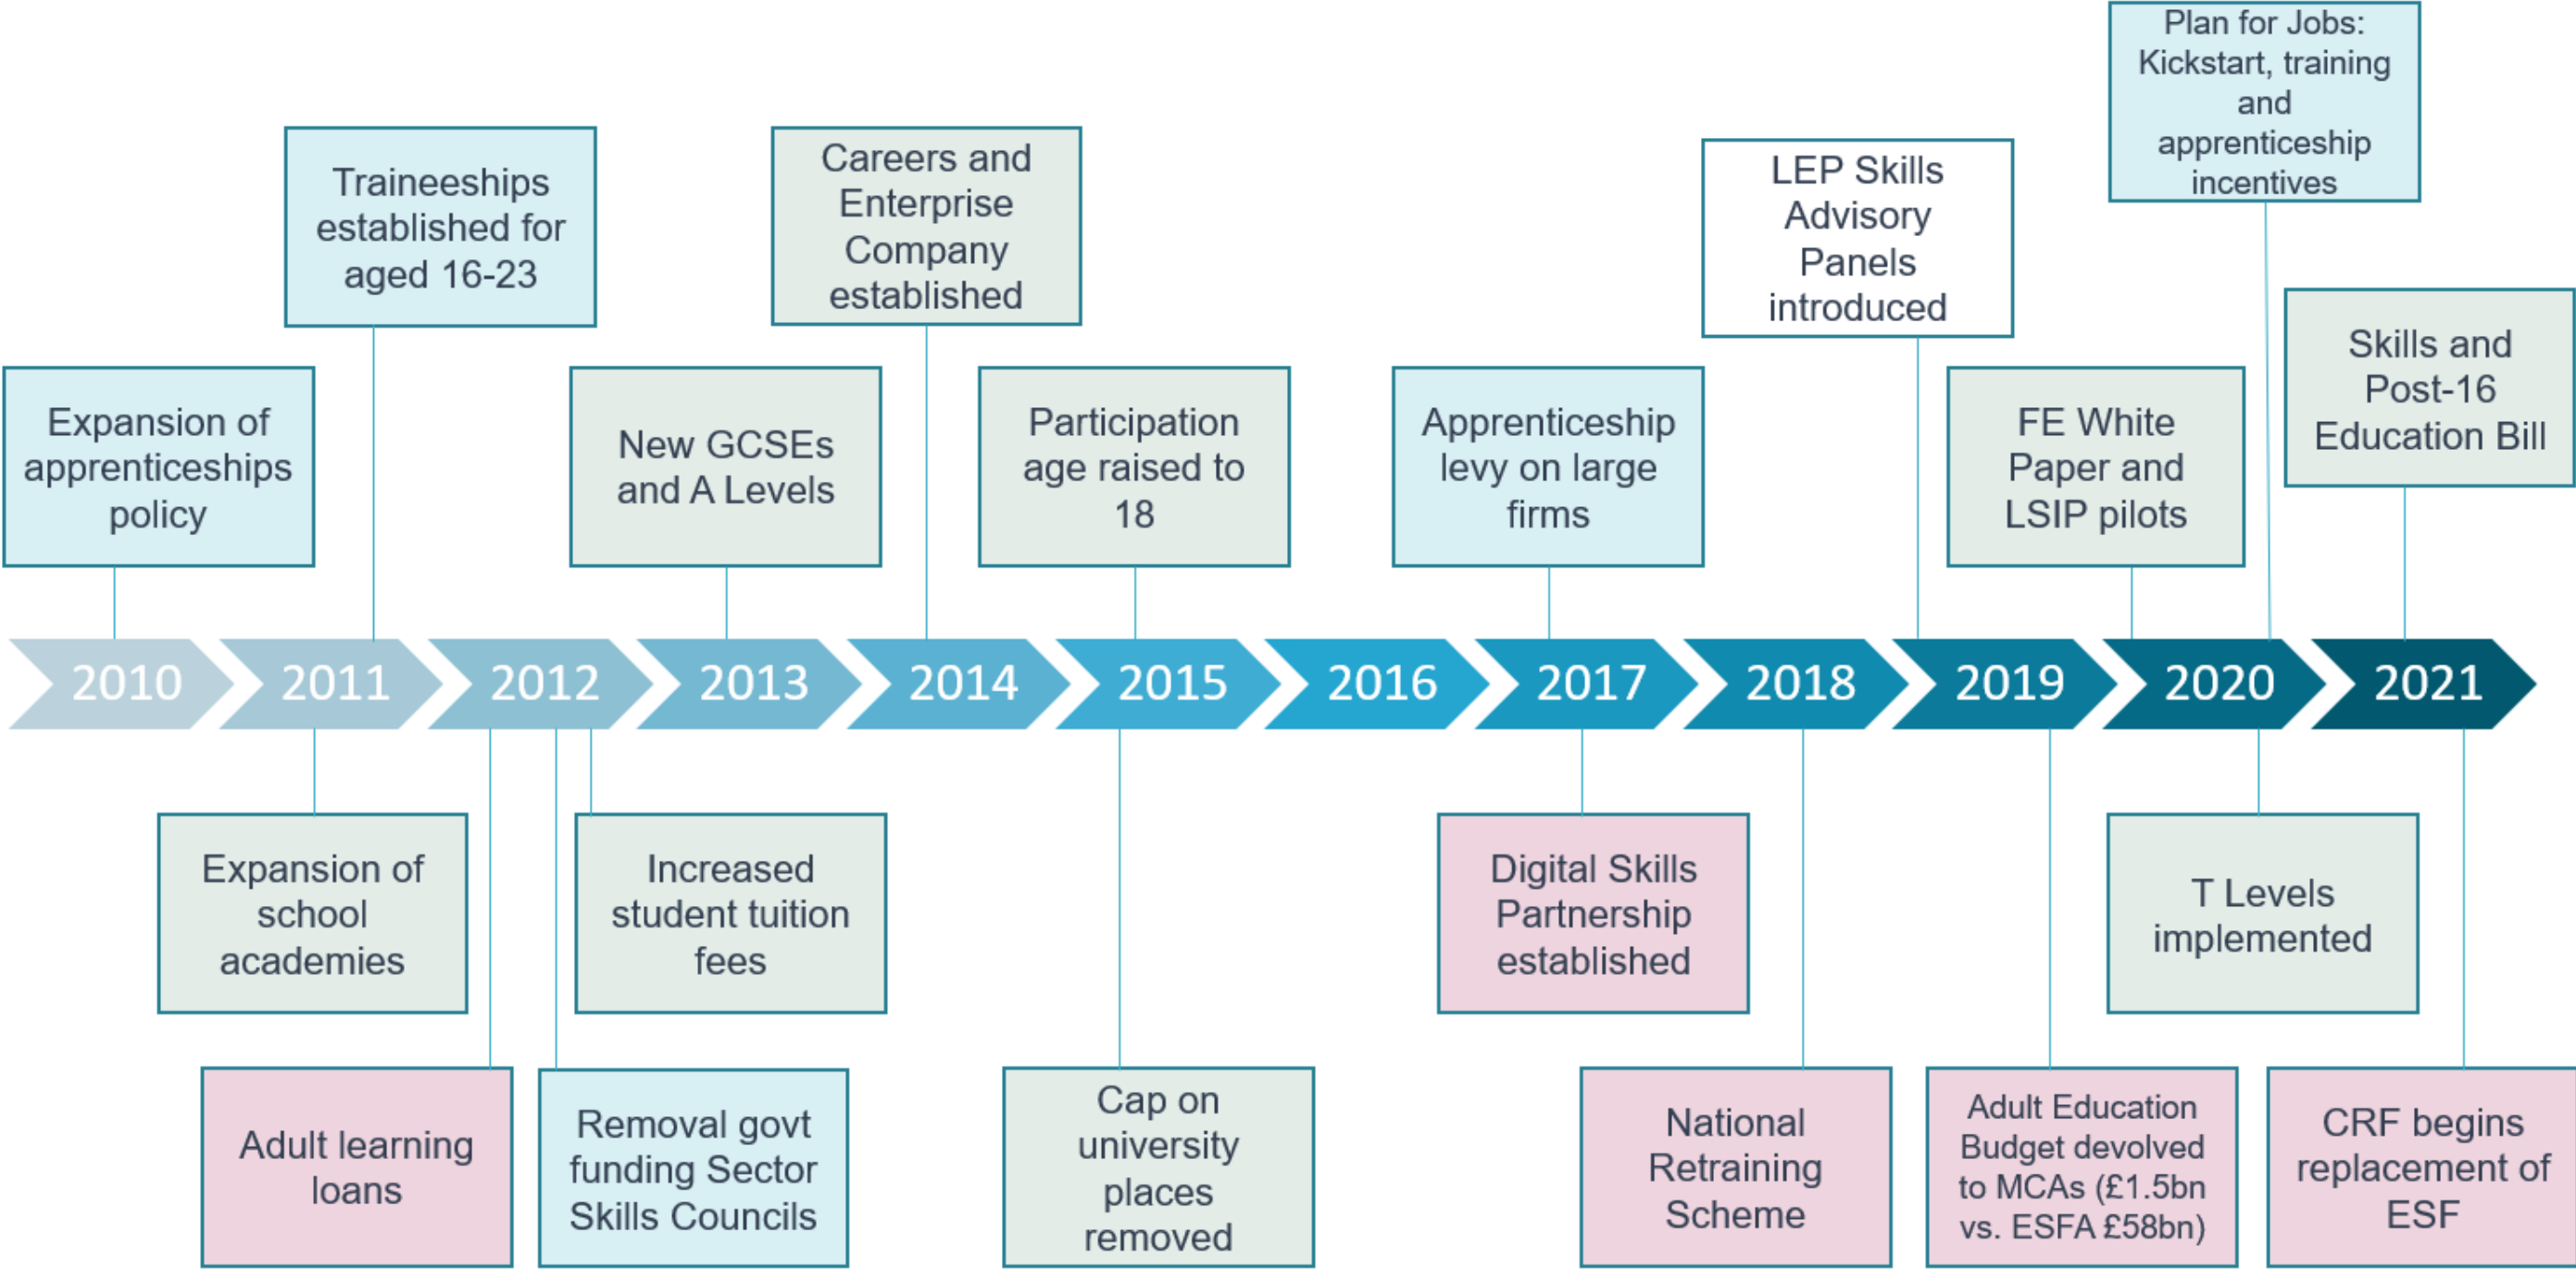 Plan for Jobs:
Kickstart, training
and
apprenticeship
incentives
Traineeships
established for
aged 16-23
Careers and
Enterprise
Company
established
LEP Skills
Advisory
Panels
introduced
Skills and
Post-16
Education Bill
Expansion of
apprenticeships
policy
New GCSEs
and A Levels
Participation
age raised to
18
Apprenticeship
levy on large
firms
FE White
Paper and
LSIP pilots
2010 2011 2012 2013 2014 2015 2016 2017 2018 2019 2020 2021
Expansion of
school
academies
Increased
student tuition
fees
Digital Skills
Partnership
established
T Levels
implemented
Adult learning
loans
Removal govt
funding Sector
Skills Councils
Cap on
university
places
removed
National
Retraining
Scheme
Adult Education
Budget devolved
to MCAs (£1.5bn
vs. ESFA £58bn)
CRF begins
replacement of
ESF